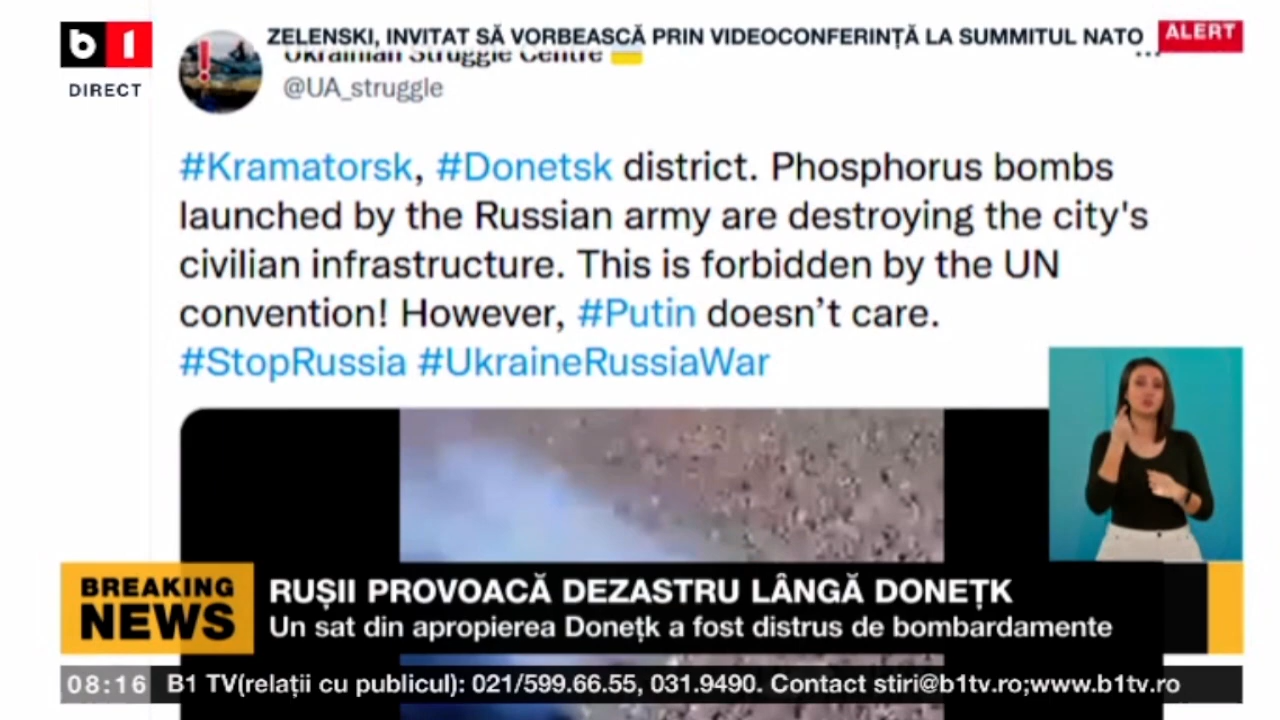 ZELENSKI, INVITAT SĂ VORBEASCĂ PRIN VIDEOCONFERINȚĂ LA SUMMITUL NATO
ALERT
b1
DIRECT
Ukrainian Struggle Centre
@UA_struggle
#Kramatorsk, #Donetsk district. Phosphorus bombs
launched by the Russian army are destroying the city's
civilian infrastructure. This is forbidden by the UN
convention! However, #Putin doesn’t care.
#StopRussia #UkraineRussiaWar
BREAKING
NEWS
RUȘII PROVOACĂ DEZASTRU LÂNGĂ DONEȚK
Un sat din apropierea Donețk a fost distrus de bombardamente
08:16 B1 TV(relații cu publicul): 021/599.66.55, 031.9490. Contact stiri@b1tv.ro;www.b1tv.ro